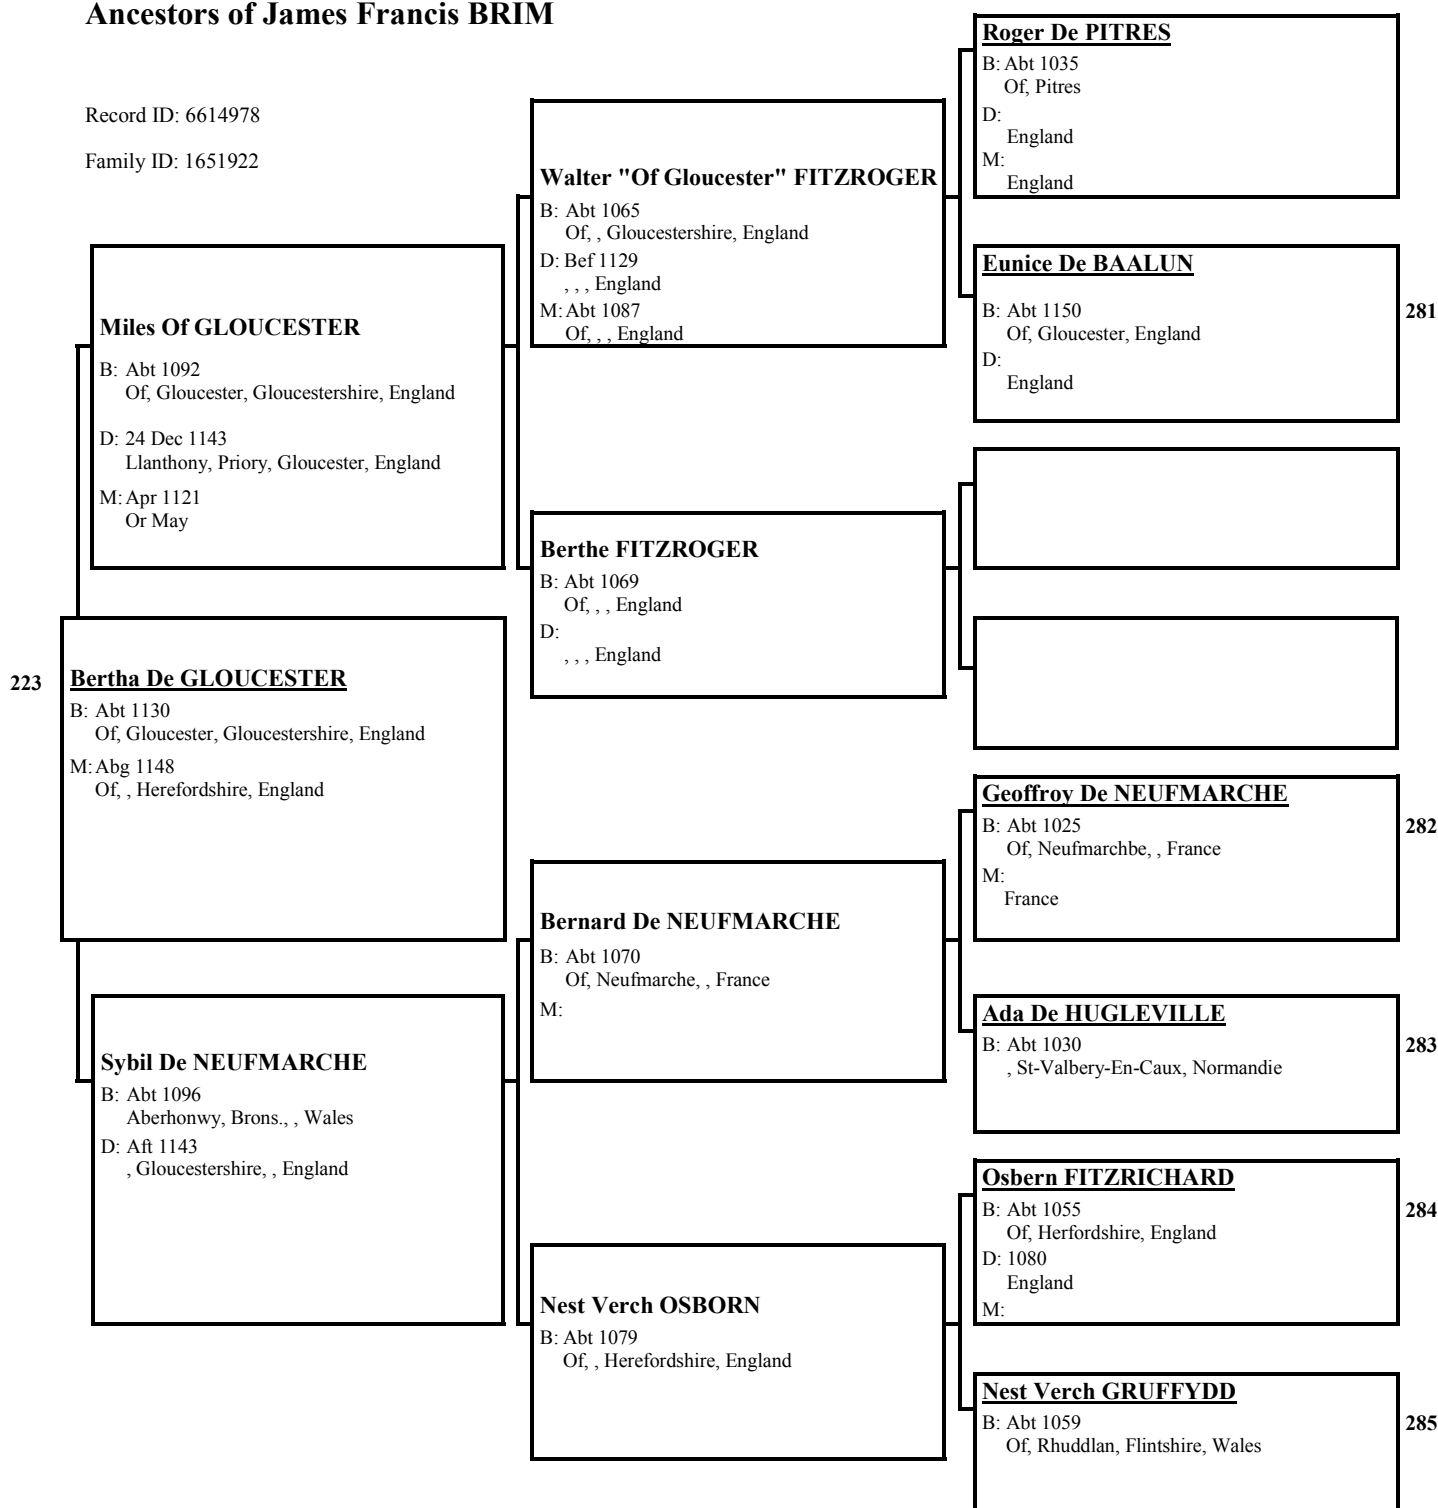 Ancestors of James Francis BRIM
Record ID: 6614978
Family ID: 1651922
Roger De PITRES
B: Abt 1035
Of, Pitres
D:
England
M:
England
Walter "Of Gloucester" FITZROGER
B: Abt 1065
Of, , Gloucestershire, England
D: Bef 1129
, , , England
M: Abt 1087
Of, , , England
Eunice De BAALUN
B: Abt 1150
Of, Gloucester, England
D:
England
281
Miles Of GLOUCESTER
B: Abt 1092
Of, Gloucester, Gloucestershire, England
D: 24 Dec 1143
Llanthony, Priory, Gloucester, England
M: Apr 1121
Or May
Berthe FITZROGER
B: Abt 1069
Of, , , England
D:
, , , England
223
Bertha De GLOUCESTER
B: Abt 1130
Of, Gloucester, Gloucestershire, England
M: Abg 1148
Of, , Herefordshire, England
Geoffroy De NEUFMARCHE
B: Abt 1025
Of, Neufmarchbe, , France
M:
France
282
Bernard De NEUFMARCHE
B: Abt 1070
Of, Neufmarche, , France
M:
Ada De HUGLEVILLE
B: Abt 1030
, St-Valbery-En-Caux, Normandie
283
Sybil De NEUFMARCHE
B: Abt 1096
Aberhonwy, Brons., , Wales
D: Aft 1143
, Gloucestershire, , England
Osbern FITZRICHARD
B: Abt 1055
Of, Herfordshire, England
D: 1080
England
M:
284
Nest Verch OSBORN
B: Abt 1079
Of, , Herefordshire, England
Nest Verch GRUFFYDD
B: Abt 1059
Of, Rhuddlan, Flintshire, Wales
285